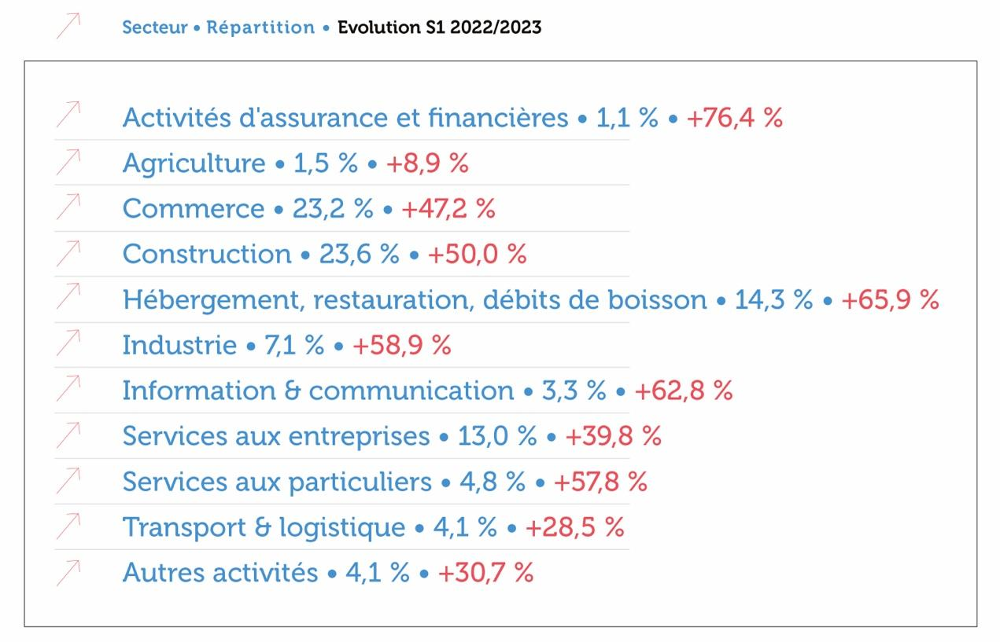 Secteur • Répartition • Evolution S1 2022/2023
Activités d'assurance et financières • 1,1 % • +76,4 %
Agriculture • 1,5 % • +8,9 %
Commerce • 23,2 % • +47,2 %
Construction • 23,6 % • +50,0 %
Hébergement, restauration, débits de boisson • 14,3 % • +65,9 %
Industrie • 7,1 % • +58,9 %
Information & communication • 3,3 % • +62,8 %
Services aux entreprises • 13,0 % • +39,8 %
Services aux particuliers • 4,8 % • +57,8 %
Transport & logistique • 4,1 % • +28,5 %
Autres activités • 4,1 % • +30,7 %